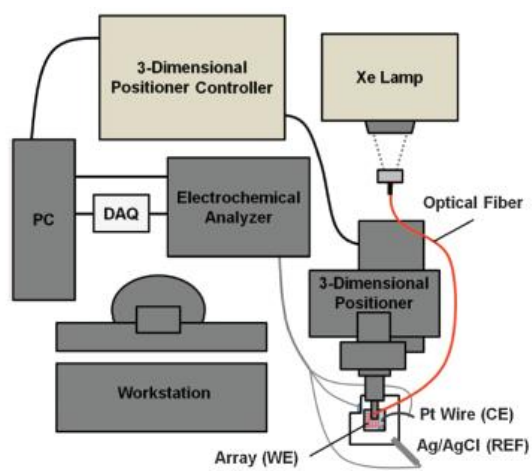 3-Dimensional
Positioner Controller
Xe Lamp
Optical Fiber
PC
DAQ
Electrochemical
Analyzer
3-Dimensional
Positioner
Workstation
Pt Wire (CE)
Ag/AgCl (REF)
Array (WE)